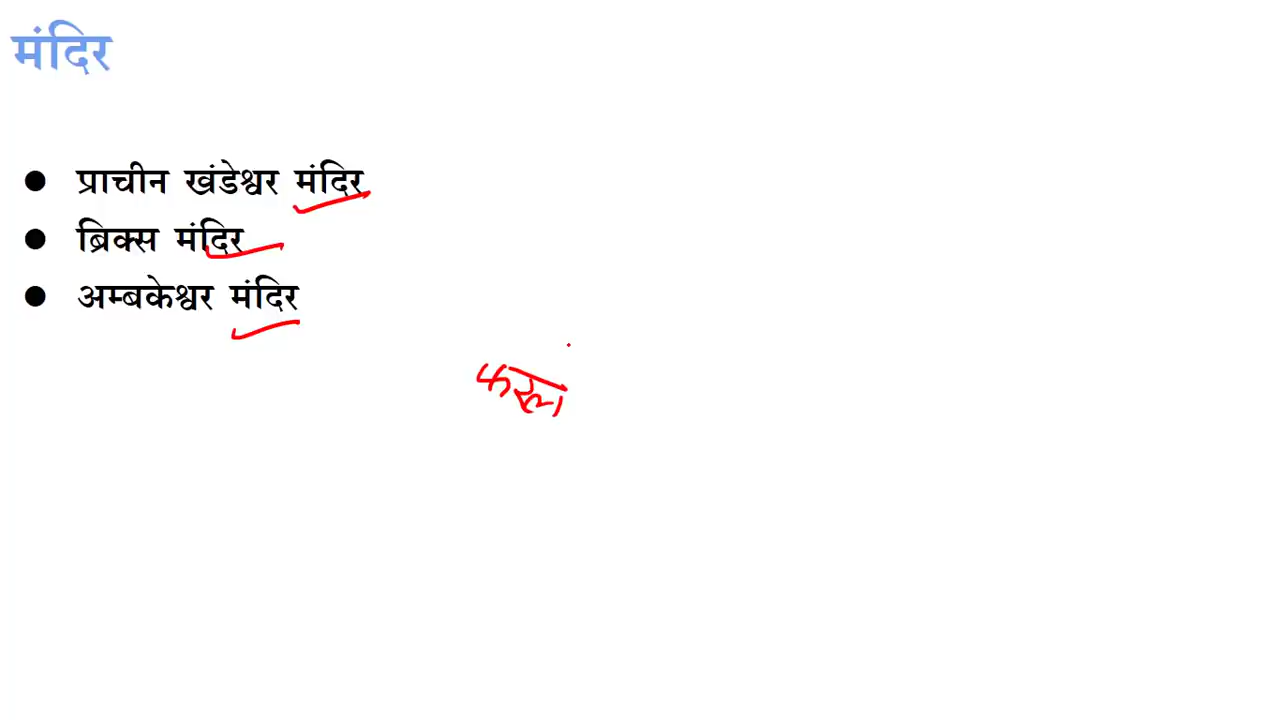 मंदिर
● प्राचीन खंडेश्वर मंदिर
● ब्रिक्स मंदिर
● अम्बकेश्वर मंदिर